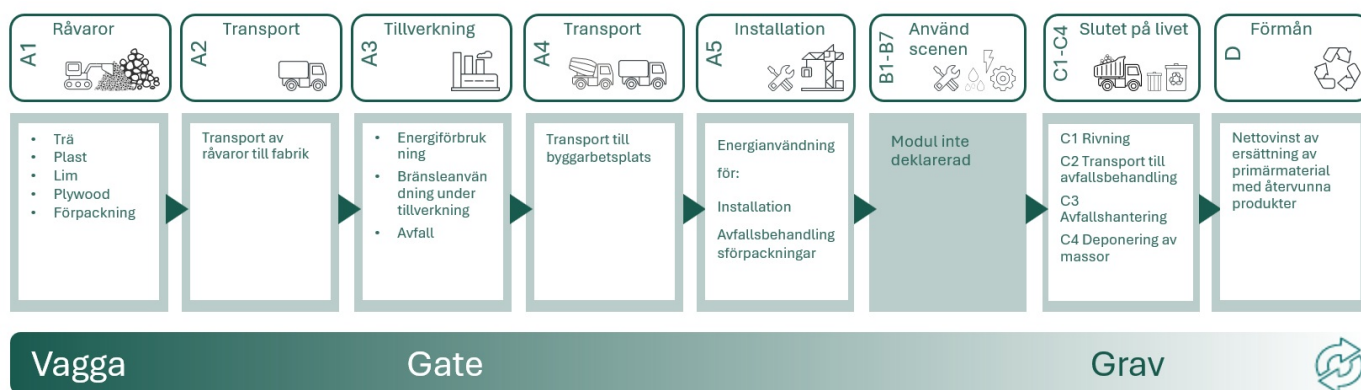 A1
Råvaror
A2
Transport
A3
Tillverkning
A4
Transport
A5
Installation
B1-B7
Använd
scenen
C1-C4
Slutet på livet
D
Förmån
• Trä
• Plast
• Lim
• Plywood
• Förpackning
Transport av
råvaror till fabrik
• Energiförbruk
ning
• Bränsleanvän
dning under
tillverkning
• Avfall
Transport till
byggarbetsplats
Energianvändning
för:
Installation
Avfallsbehandling
sförpackningar
Modul inte
deklarerad
C1 Rivning
C2 Transport till
avfallsbehandling
C3
Avfallshantering
C4 Deponering av
massor
Nettovinst av
ersättning av
primärmaterial
med återvunna
produkter
Vagga
Gate
Grav